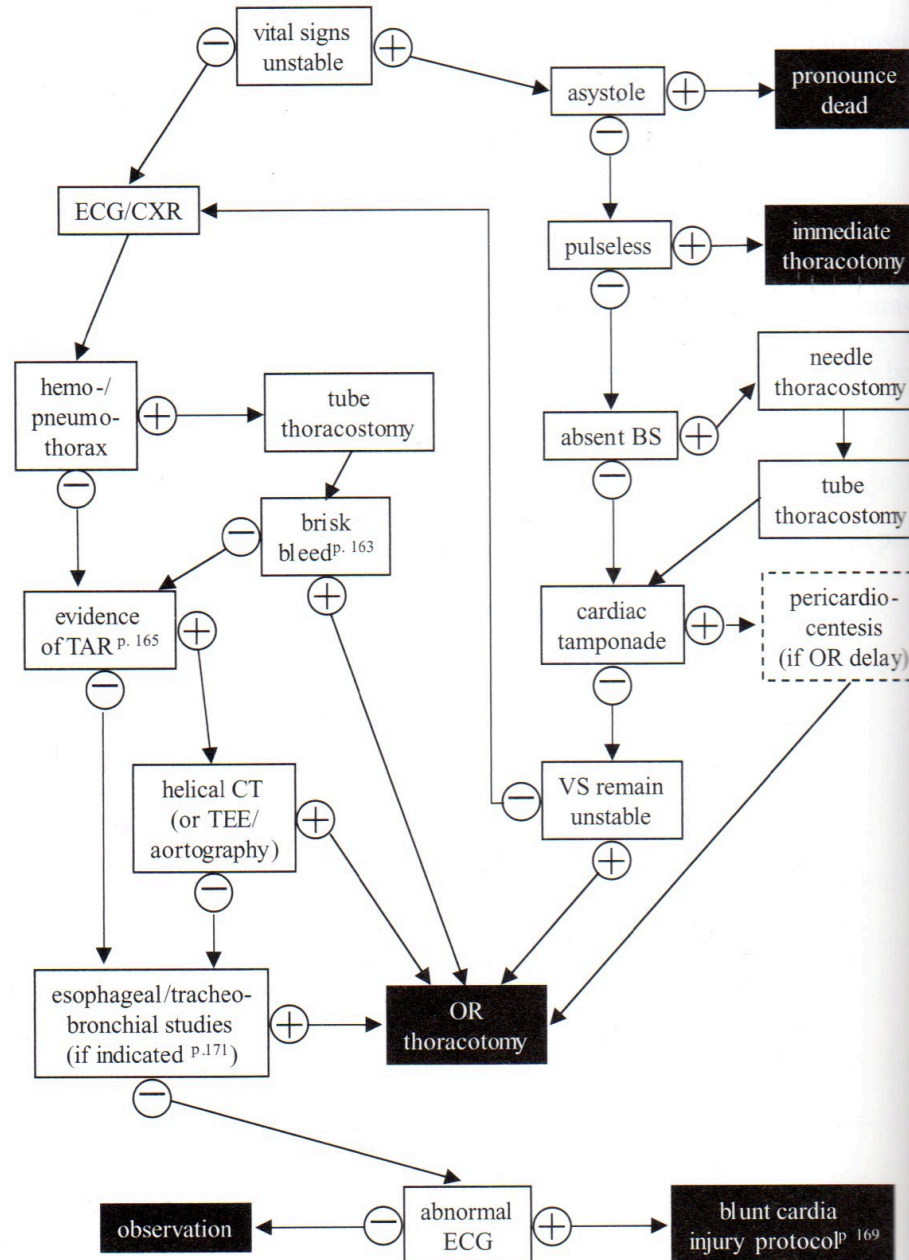 vital signs
unstable
asystole
pronounce
dead
ECG/CXR
pulseless
immediate
thoracotomy
hemo-/
pneumo-
thorax
tube
thoracostomy
absent BS
needle
thoracostomy
tube
thoracostomy
brisk
bleed p. 163
evidence
of TAR p. 165
cardiac
tamponade
pericardio-
centesis
(if OR delay)
helical CT
(or TEE/
aortography)
VS remain
unstable
esophageal/tracheo-
bronchial studies
(if indicated p.171)
OR
thoracotomy
observation
abnormal
ECG
blunt cardia
injury protocol p 169